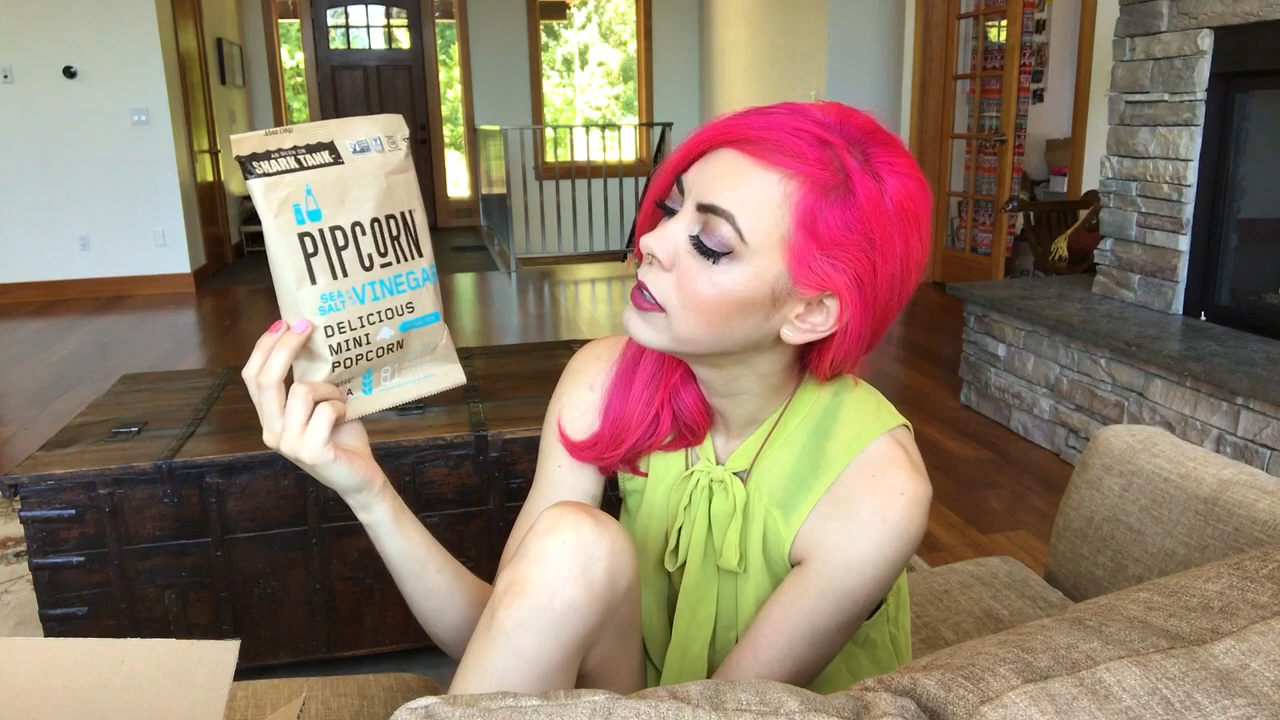 AS SEEN ON
SHARK TANK
PIPCORN
SEA SALT & VINEGAR
DELICIOUS
MINI
POPCORN